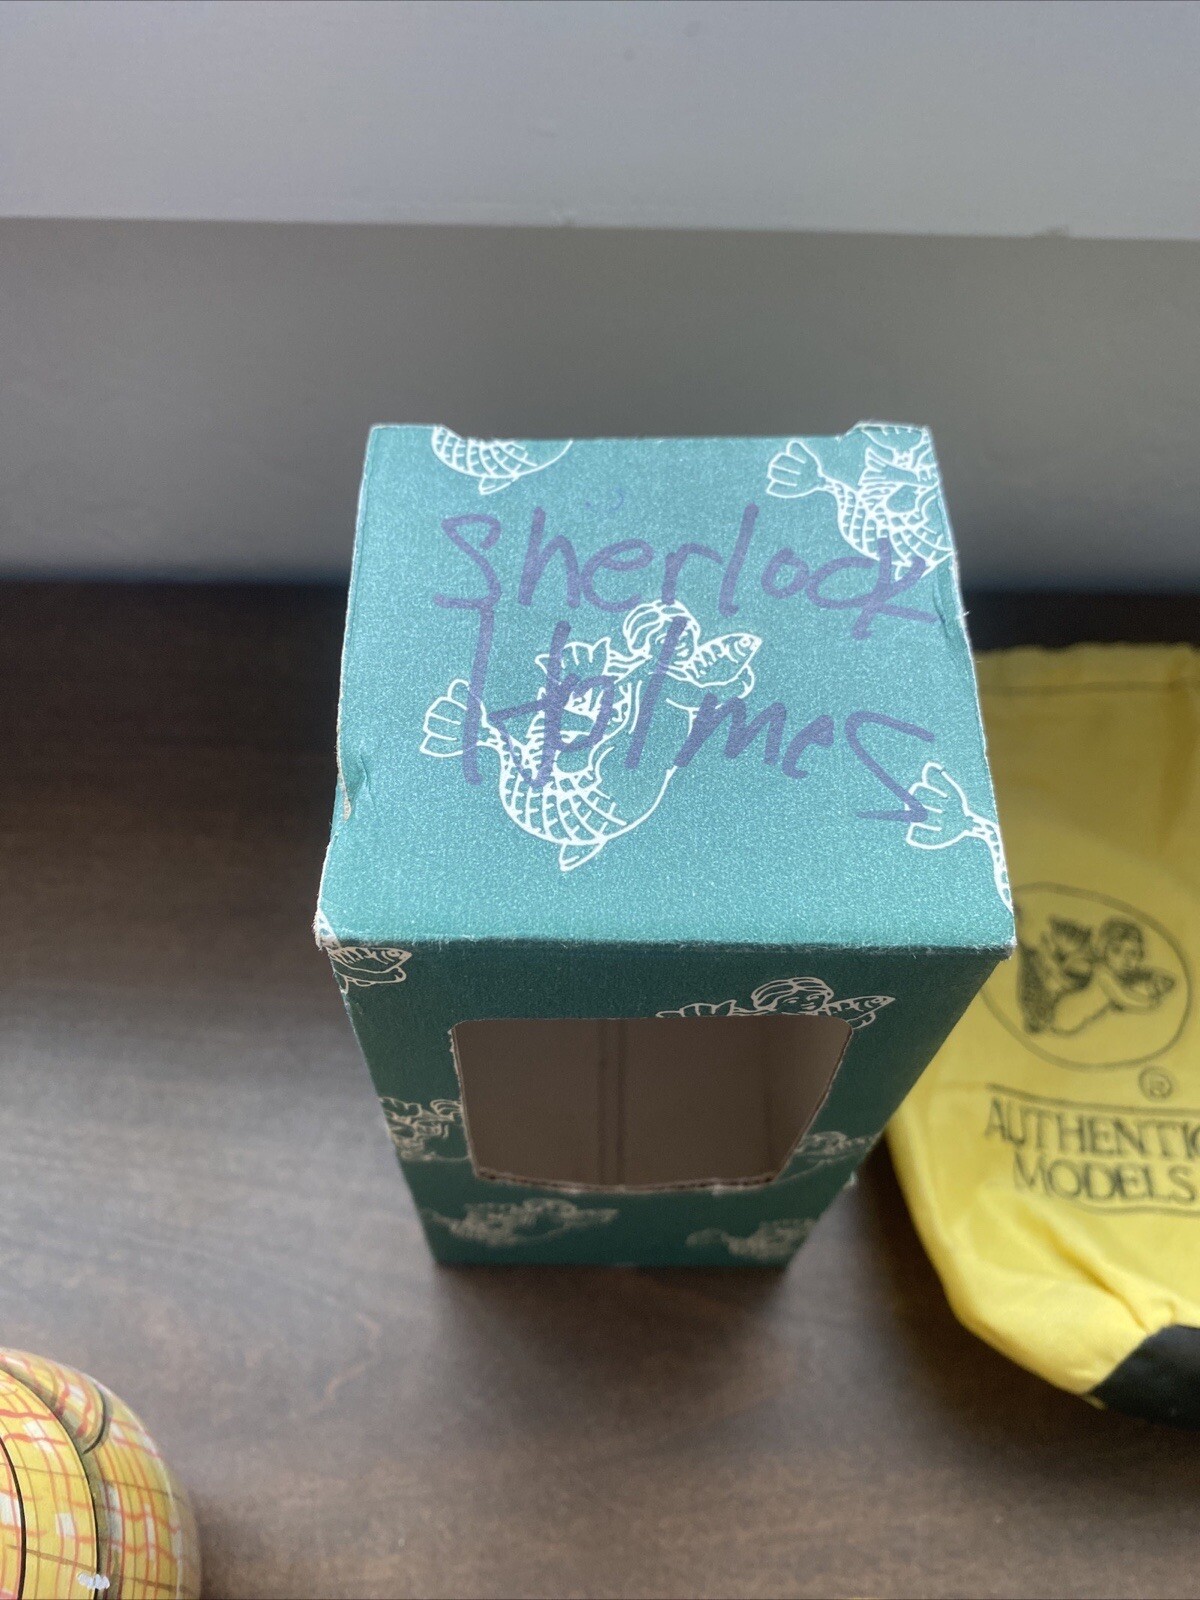 Sherlock
Holmes
®
AUTHENTIC
MODELS